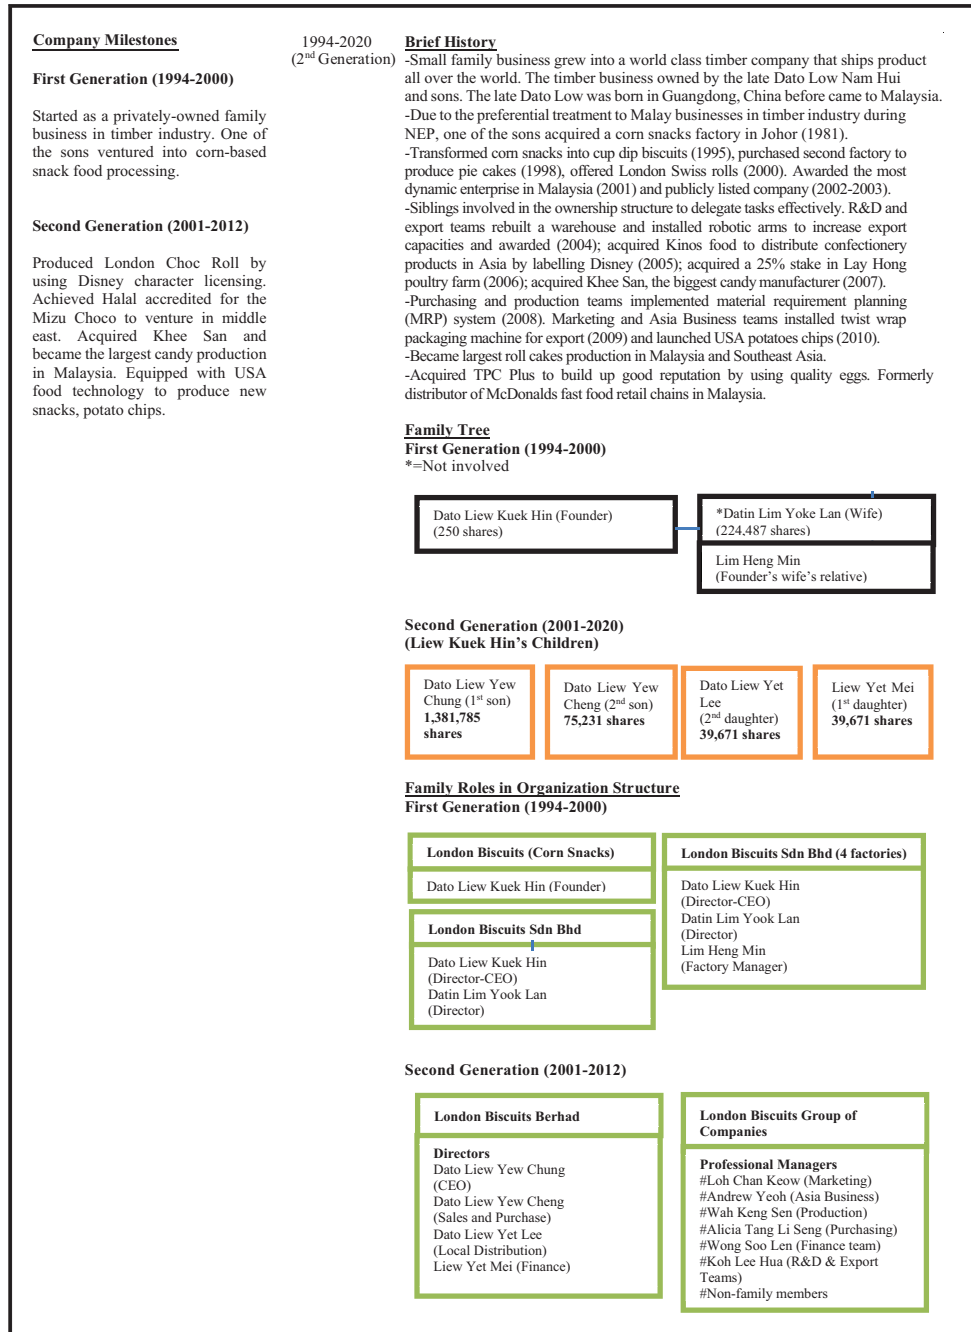 Company Milestones
First Generation (1994-2000)
Started as a privately-owned family
business in timber industry. One of
the sons ventured into corn-based
snack food processing.
Second Generation (2001-2012)
Produced London Choc Roll by
using Disney character licensing.
Achieved Halal accredited for the
Mizu Choco to venture in middle
east. Acquired Khee San and
became the largest candy production
in Malaysia. Equipped with USA
food technology to produce new
snacks, potato chips.
1994-2020
(2nd Generation)
Brief History
-Small family business grew into a world class timber company that ships product
all over the world. The timber business owned by the late Dato Low Nam Hui
and sons. The late Dato Low was born in Guangdong, China before came to Malaysia.
-Due to the preferential treatment to Malay businesses in timber industry during
NEP, one of the sons acquired a corn snacks factory in Johor (1981).
-Transformed corn snacks into cup dip biscuits (1995), purchased second factory to
produce pie cakes (1998), offered London Swiss rolls (2000). Awarded the most
dynamic enterprise in Malaysia (2001) and publicly listed company (2002-2003).
-Siblings involved in the ownership structure to delegate tasks effectively. R&D and
export teams rebuilt a warehouse and installed robotic arms to increase export
capacities and awarded (2004); acquired Kinos food to distribute confectionery
products in Asia by labelling Disney (2005); acquired a 25% stake in Lay Hong
poultry farm (2006); acquired Khee San, the biggest candy manufacturer (2007).
-Purchasing and production teams implemented material requirement planning
(MRP) system (2008). Marketing and Asia Business teams installed twist wrap
packaging machine for export (2009) and launched USA potatoes chips (2010).
-Became largest roll cakes production in Malaysia and Southeast Asia.
-Acquired TPC Plus to build up good reputation by using quality eggs. Formerly
distributor of McDonalds fast food retail chains in Malaysia.
Family Tree
First Generation (1994-2000)
*=Not involved
Dato Liew Kuek Hin (Founder)
(250 shares)
*Datin Lim Yoke Lan (Wife)
(224,487 shares)
Lim Heng Min
(Founder's wife's relative)
Second Generation (2001-2020)
(Liew Kuek Hin's Children)
Dato Liew Yew
Chung (1st son)
1,381,785
shares
Dato Liew Yew
Cheng (2nd son)
75,231 shares
Dato Liew Yet
Lee
(2nd daughter)
39,671 shares
Liew Yet Mei
(1st daughter)
39,671 shares
Family Roles in Organization Structure
First Generation (1994-2000)
London Biscuits (Corn Snacks)
Dato Liew Kuek Hin (Founder)
London Biscuits Sdn Bhd
Dato Liew Kuek Hin
(Director-CEO)
Datin Lim Yook Lan
(Director)
London Biscuits Sdn Bhd (4 factories)
Dato Liew Kuek Hin
(Director-CEO)
Datin Lim Yook Lan
(Director)
Lim Heng Min
(Factory Manager)
Second Generation (2001-2012)
London Biscuits Berhad
Directors
Dato Liew Yew Chung
(CEO)
Dato Liew Yew Cheng
(Sales and Purchase)
Dato Liew Yet Lee
(Local Distribution)
Liew Yet Mei (Finance)
London Biscuits Group of
Companies
Professional Managers
#Loh Chan Keow (Marketing)
#Andrew Yeoh (Asia Business)
#Wah Keng Sen (Production)
#Alicia Tang Li Seng (Purchasing)
#Wong Soo Len (Finance team)
#Koh Lee Hua (R&D & Export
Teams)
#Non-family members